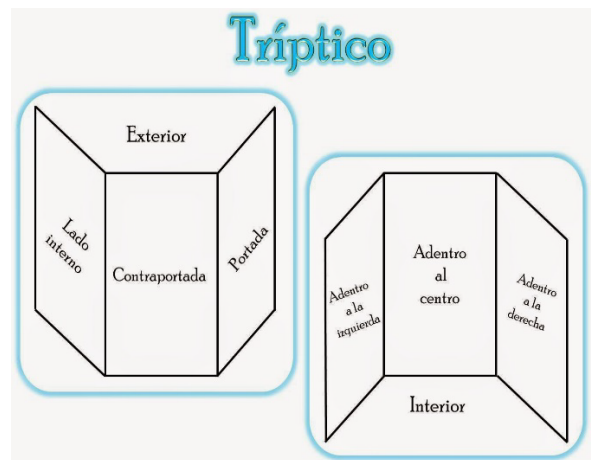 Tríptico
Exterior
Lado
interno
Contraportada
Portada
Adentro
a la
izquierda
Adentro
al
centro
Adentro
a la
derecha
Interior